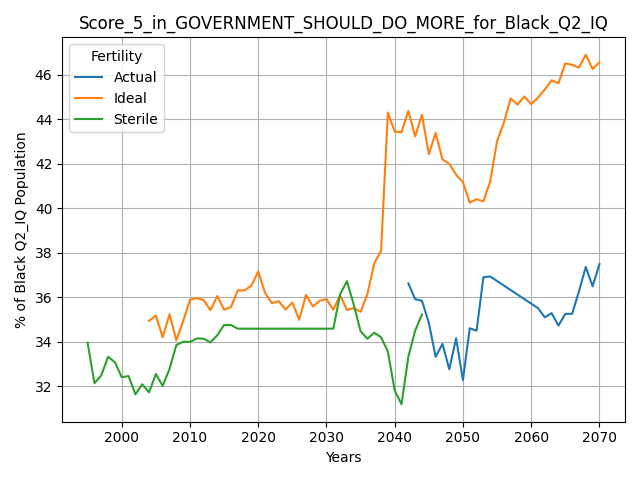 Score_5_in_GOVERNMENT_SHOULD_DO_MORE_for_Black_Q2_IQ
Fertility
Actual
Ideal
Sterile
% of Black Q2_IQ Population
46
44
42
40
38
36
34
32
2000 2010 2020 2030 2040 2050 2060 2070
Years